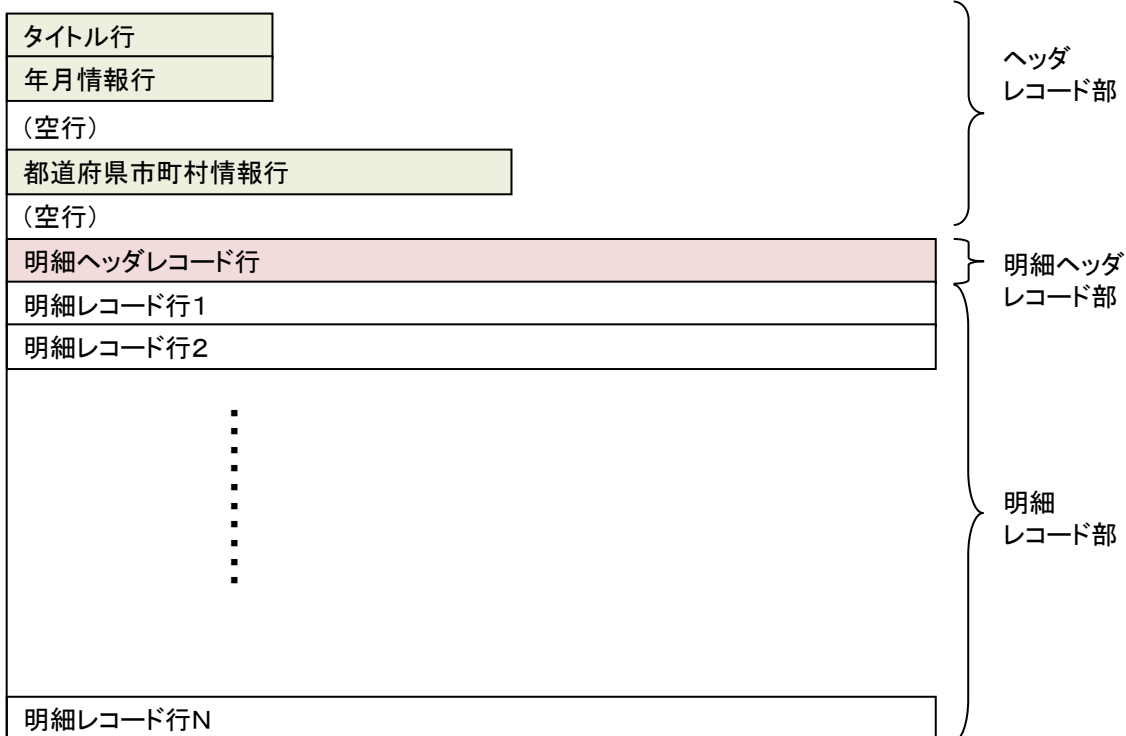 タイトル行
年月情報行
（空行）
都道府県市町村情報行
（空行）
明細ヘッダレコード行
明細レコード行１
明細レコード行２
明細レコード行Ｎ
ヘッダ
レコード部
明細ヘッダ
レコード部
明細
レコード部